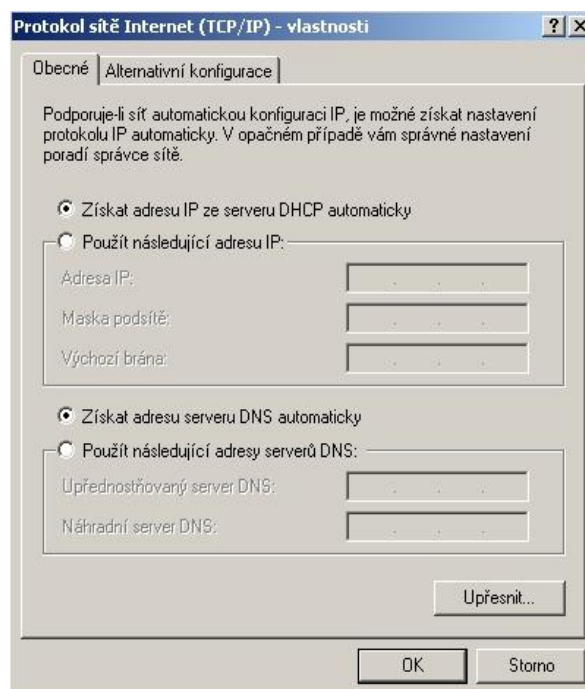 Protokol sítě Internet (TCP/IP) - vlastnosti
Obecné
Alternativní konfigurace
Podporuje-li síť automatickou konfiguraci IP, je možné získat nastavení
protokolu IP automaticky. V opačném případě vám správné nastavení
poradí správce sítě.
Získat adresu IP ze serveru DHCP automaticky
Použít následující adresu IP:
Adresa IP:
Maska podsítě:
Výchozí brána:
Získat adresu serveru DNS automaticky
Použít následující adresy serverů DNS:
Upřednostňovaný server DNS:
Náhradní server DNS:
Upřesnit...
OK
Storno